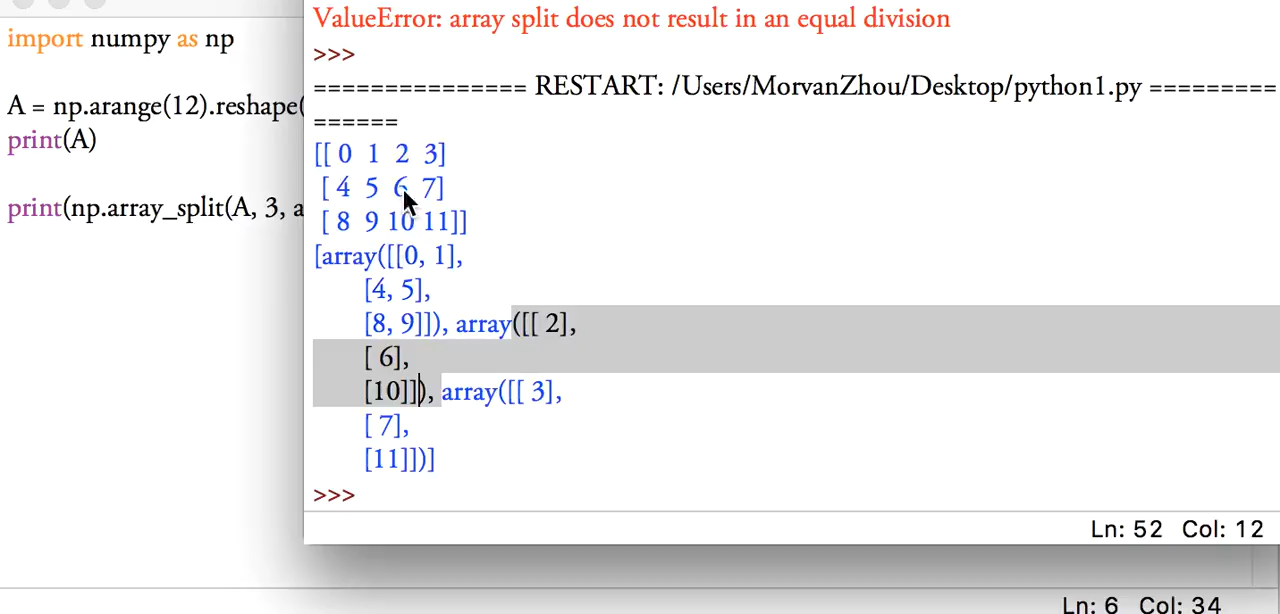 import numpy as np
A = np.arange(12).reshape(
print(A)
print(np.array_split(A, 3, a
Ln: 6 Col: 34
ValueError: array split does not result in an equal division
>>>
=============== RESTART: /Users/MorvanZhou/Desktop/python1.py =========
======
[[ 0 1 2 3]
[ 4 5 6 7]
[ 8 9 10 11]]
[array([[0, 1],
[4, 5],
[8, 9]]), array([[ 2],
[ 6],
[10]]), array([[ 3],
[ 7],
[11]])]
>>>
Ln: 52 Col: 12